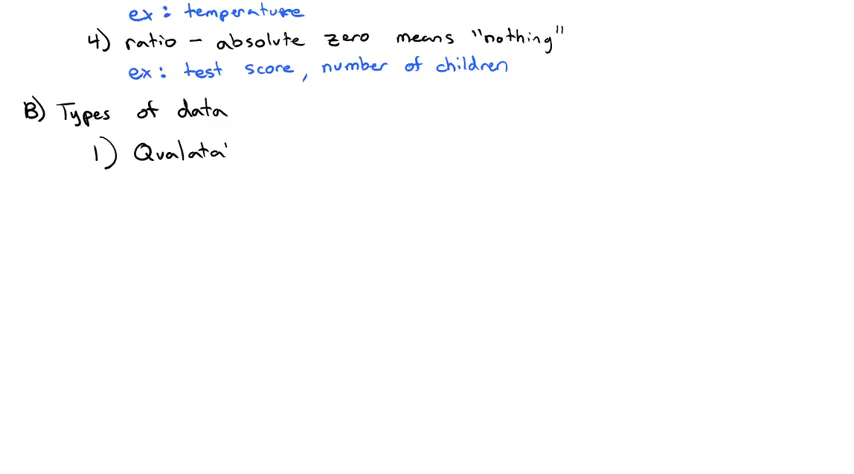 ex: temperature
4) ratio - absolute zero means "nothing"
ex: test score, number of children
B) Types of data
1) Qualata'